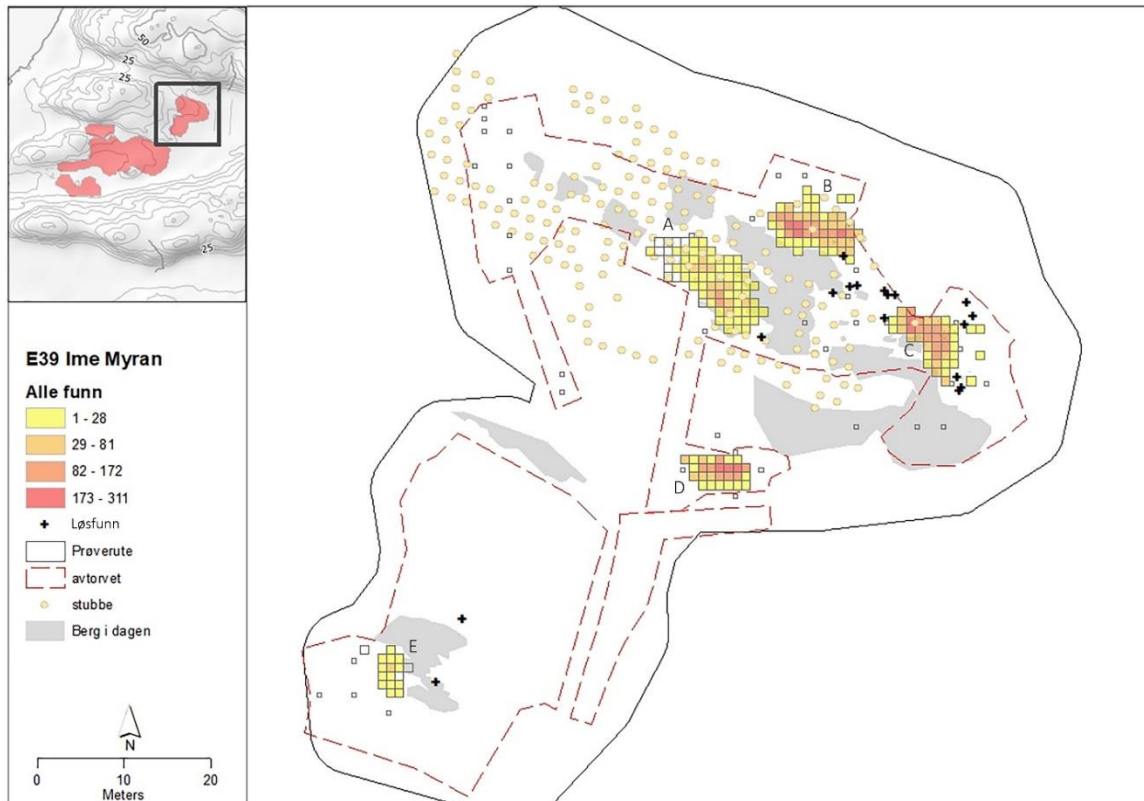 50
25
25
25
E39 Ime Myran
Alle funn
1 - 28
29 - 81
82 - 172
173 - 311
Løsfunn
Prøverute
avtorvet
stubbe
Berg i dagen
N
0 10 20
Meters
A
B
C
D
E